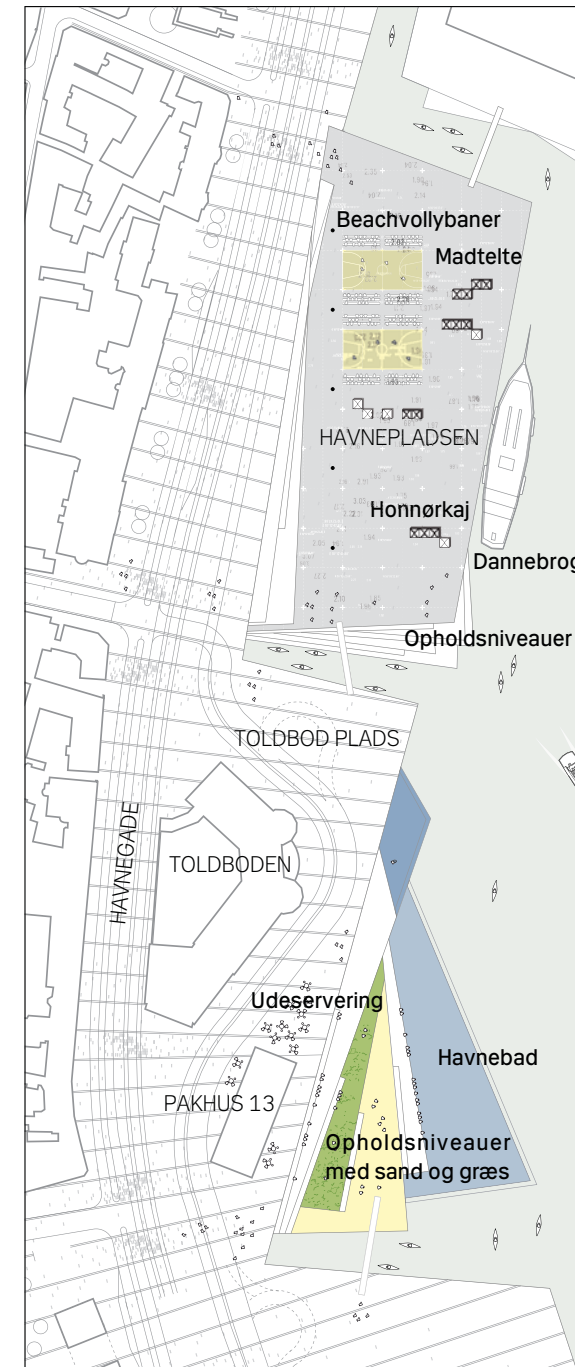 Beachvollybaner
Madtelte
HAVNEPLADSEN
Honnørkaj
Dannebrog
Opholdsniveauer
TOLDBOD PLADS
HAVNEGADE
TOLDBODEN
Udeservering
Havnebad
PAKHUS 13
Opholdsniveauer
med sand og græs